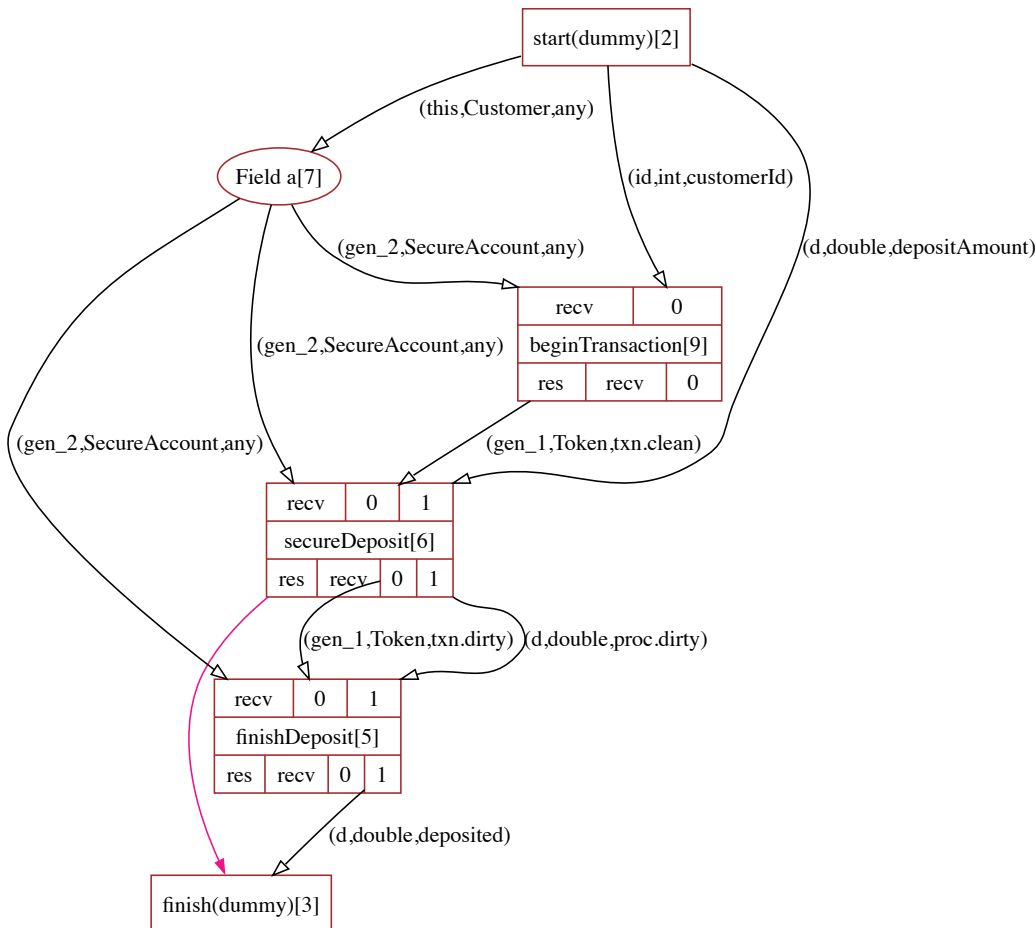 start(dummy)[2]
(this,Customer,any)
Field a[7]
(id,int,customerId)
(gen_2,SecureAccount,any)
(d,double,depositAmount)
recv 0
(gen_2,SecureAccount,any)
beginTransaction[9]
res recv 0
(gen_2,SecureAccount,any)
(gen_1,Token,txn.clean)
recv 0 1
secureDeposit[6]
res recv 0 1
(gen_1,Token,txn.dirty)
(d,double,proc.dirty)
recv 0 1
finishDeposit[5]
res recv 0 1
(d,double,deposited)
finish(dummy)[3]